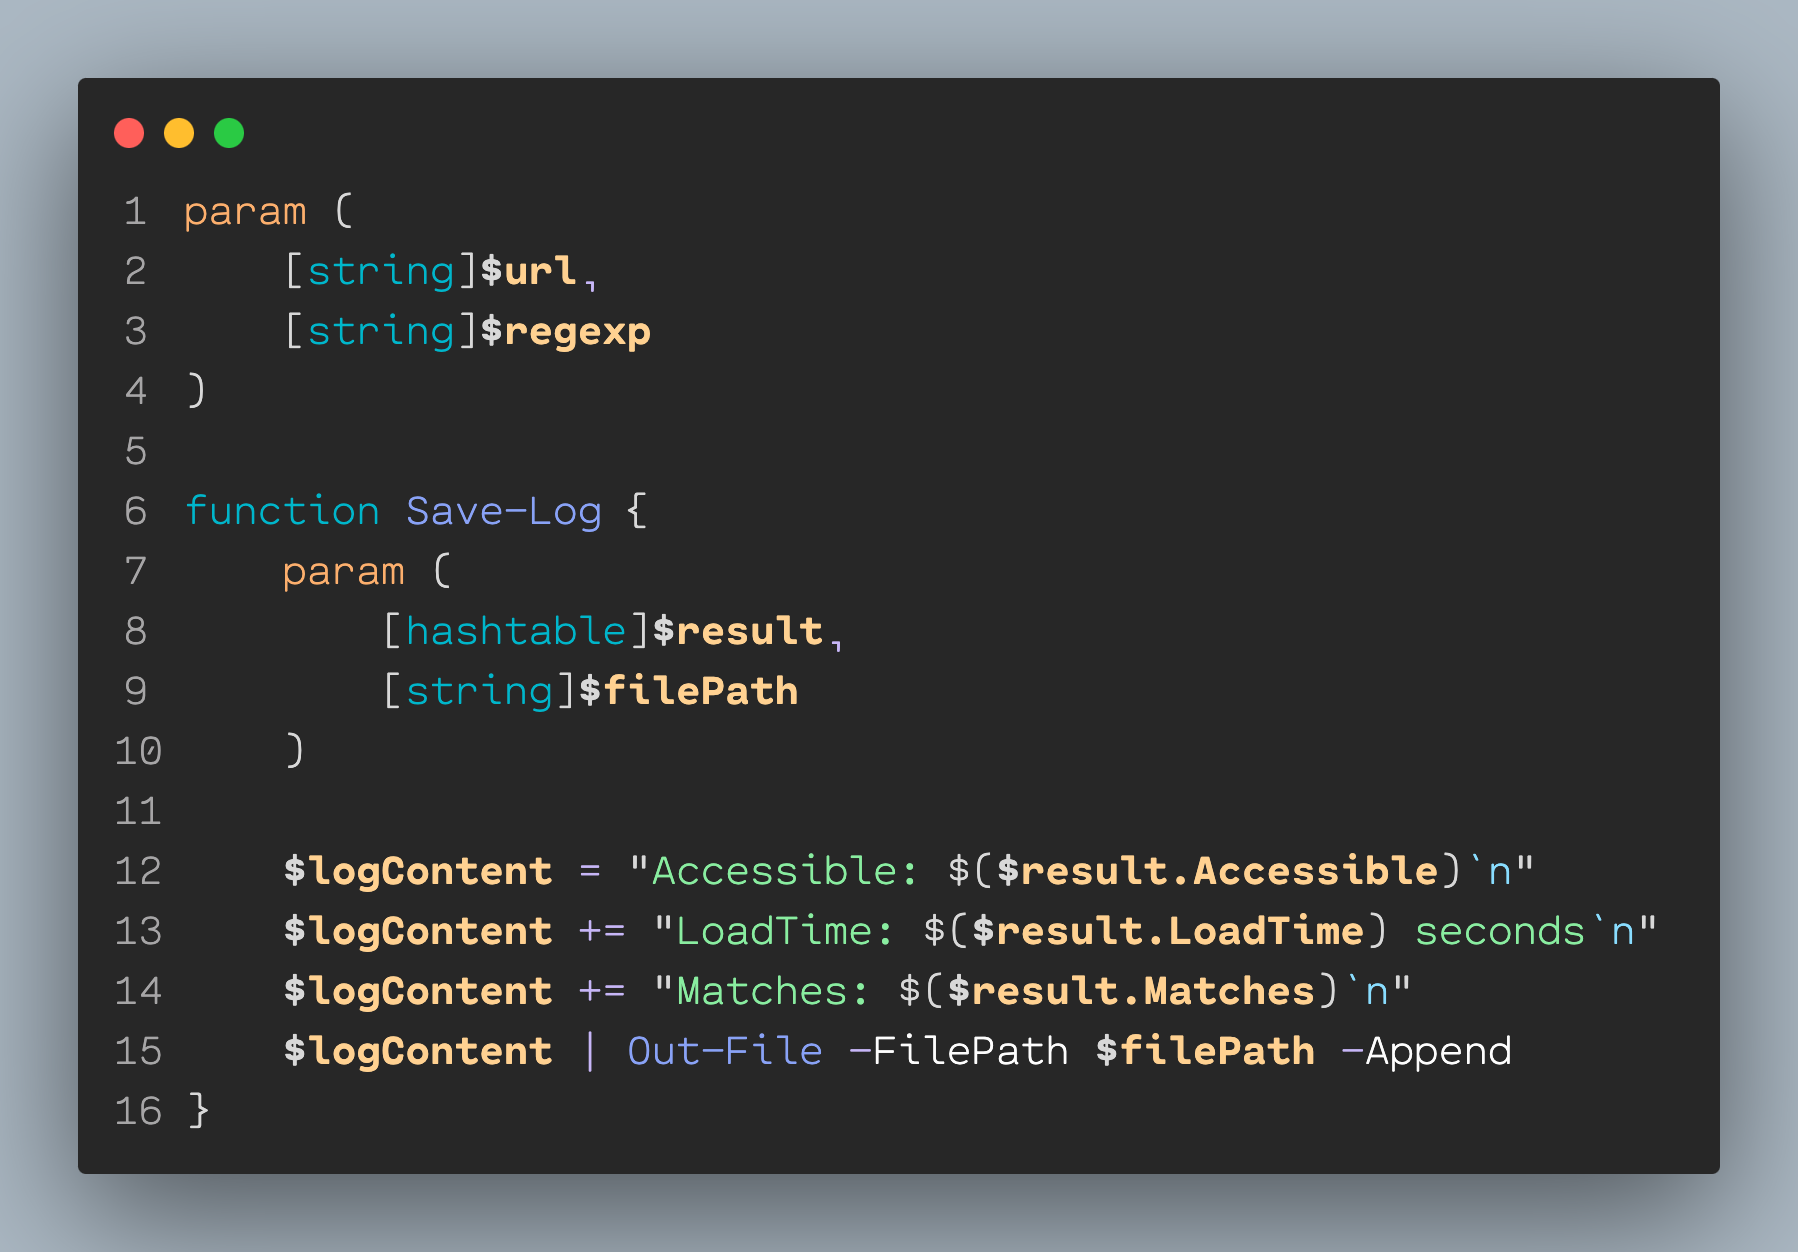 1 param (
2     [string]$url,
3     [string]$regexp
4 )
5
6 function Save-Log {
7     param (
8         [hashtable]$result,
9         [string]$filePath
10     )
11
12     $logContent = "Accessible: $($result.Accessible)`n"
13     $logContent += "LoadTime: $($result.LoadTime) seconds`n"
14     $logContent += "Matches: $($result.Matches)`n"
15     $logContent | Out-File -FilePath $filePath -Append
16 }